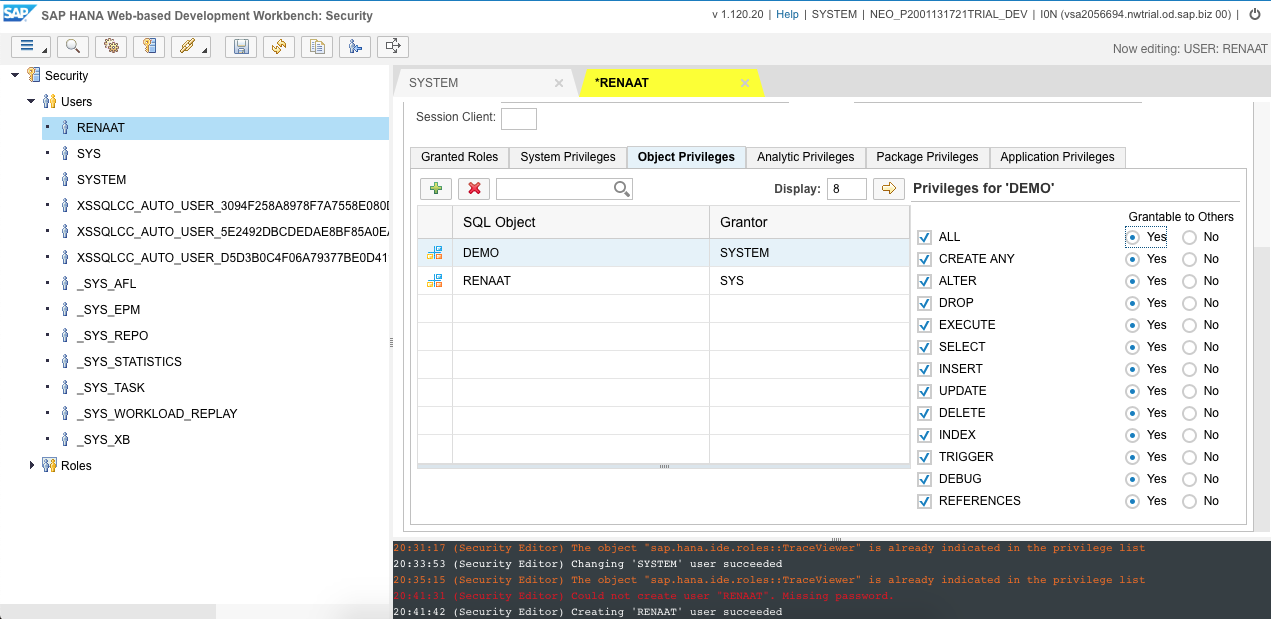 SAP SAP HANA Web-based Development Workbench: Security
v 1.120.20 | Help | SYSTEM | NEO_P2001131721TRIAL_DEV | I0N (vsa2056694.nwtrial.od.sap.biz 00) |
Now editing: USER: RENAAT
Security
Users
RENAAT
SYS
SYSTEM
XSSQLCC_AUTO_USER_3094F258A8978F7A7558E080
XSSQLCC_AUTO_USER_5E2492DBCDEDAE8BF85A0EA
XSSQLCC_AUTO_USER_D5D3B0C4F06A79377BE0D41
_SYS_AFL
_SYS_EPM
_SYS_REPO
_SYS_STATISTICS
_SYS_TASK
_SYS_WORKLOAD_REPLAY
_SYS_XB
Roles
SYSTEM *RENAAT
Session Client:
Granted Roles System Privileges Object Privileges Analytic Privileges Package Privileges Application Privileges
Display: 8
SQL Object Grantor
DEMO SYSTEM
RENAAT SYS
Privileges for 'DEMO'
Grantable to Others
ALL Yes No
CREATE ANY Yes No
ALTER Yes No
DROP Yes No
EXECUTE Yes No
SELECT Yes No
INSERT Yes No
UPDATE Yes No
DELETE Yes No
INDEX Yes No
TRIGGER Yes No
DEBUG Yes No
REFERENCES Yes No
20:31:17 (Security Editor) The object "sap.hana.ide.roles::TraceViewer" is already indicated in the privilege list
20:33:53 (Security Editor) Changing 'SYSTEM' user succeeded
20:35:15 (Security Editor) The object "sap.hana.ide.roles::TraceViewer" is already indicated in the privilege list
20:41:31 (Security Editor) Could not create user "RENAAT". Missing password.
20:41:42 (Security Editor) Creating 'RENAAT' user succeeded